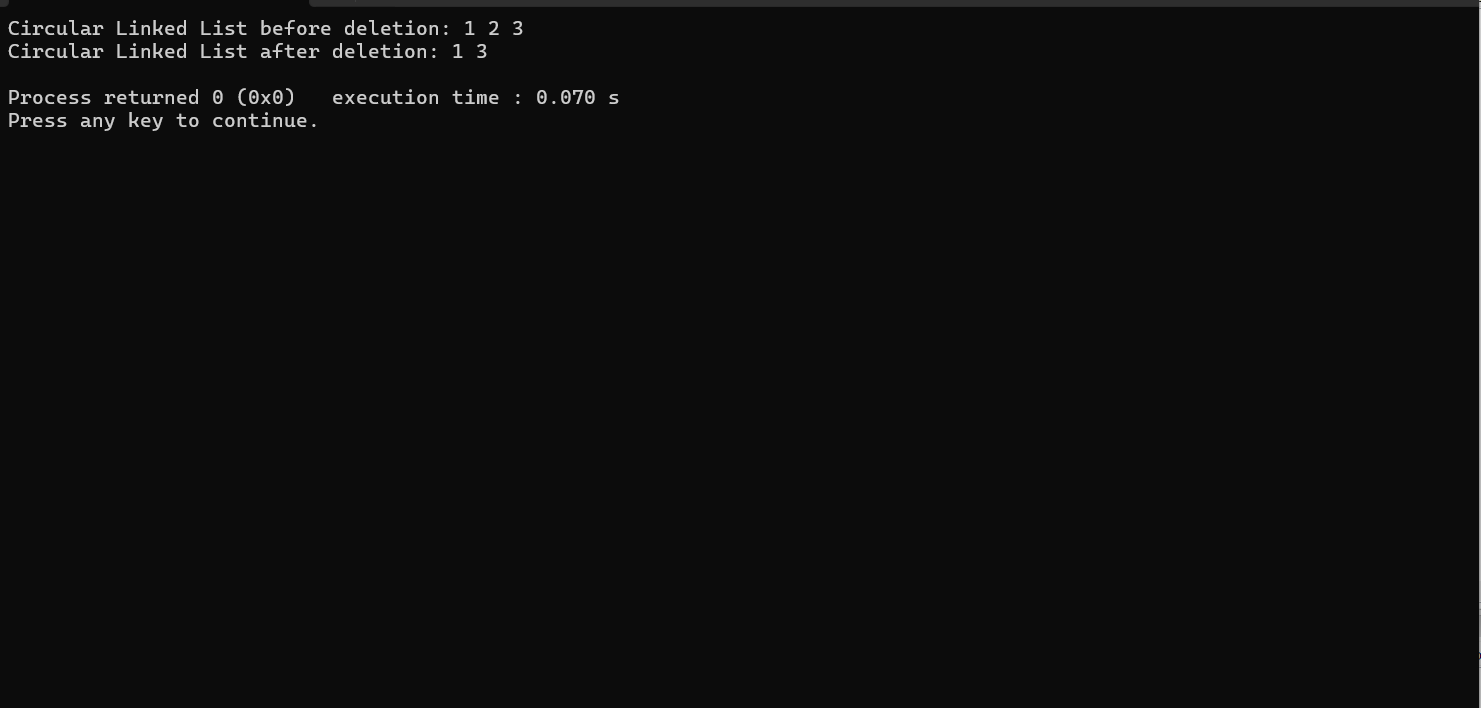 Circular Linked List before deletion: 1 2 3
Circular Linked List after deletion: 1 3
Process returned 0 (0x0)   execution time : 0.070 s
Press any key to continue.